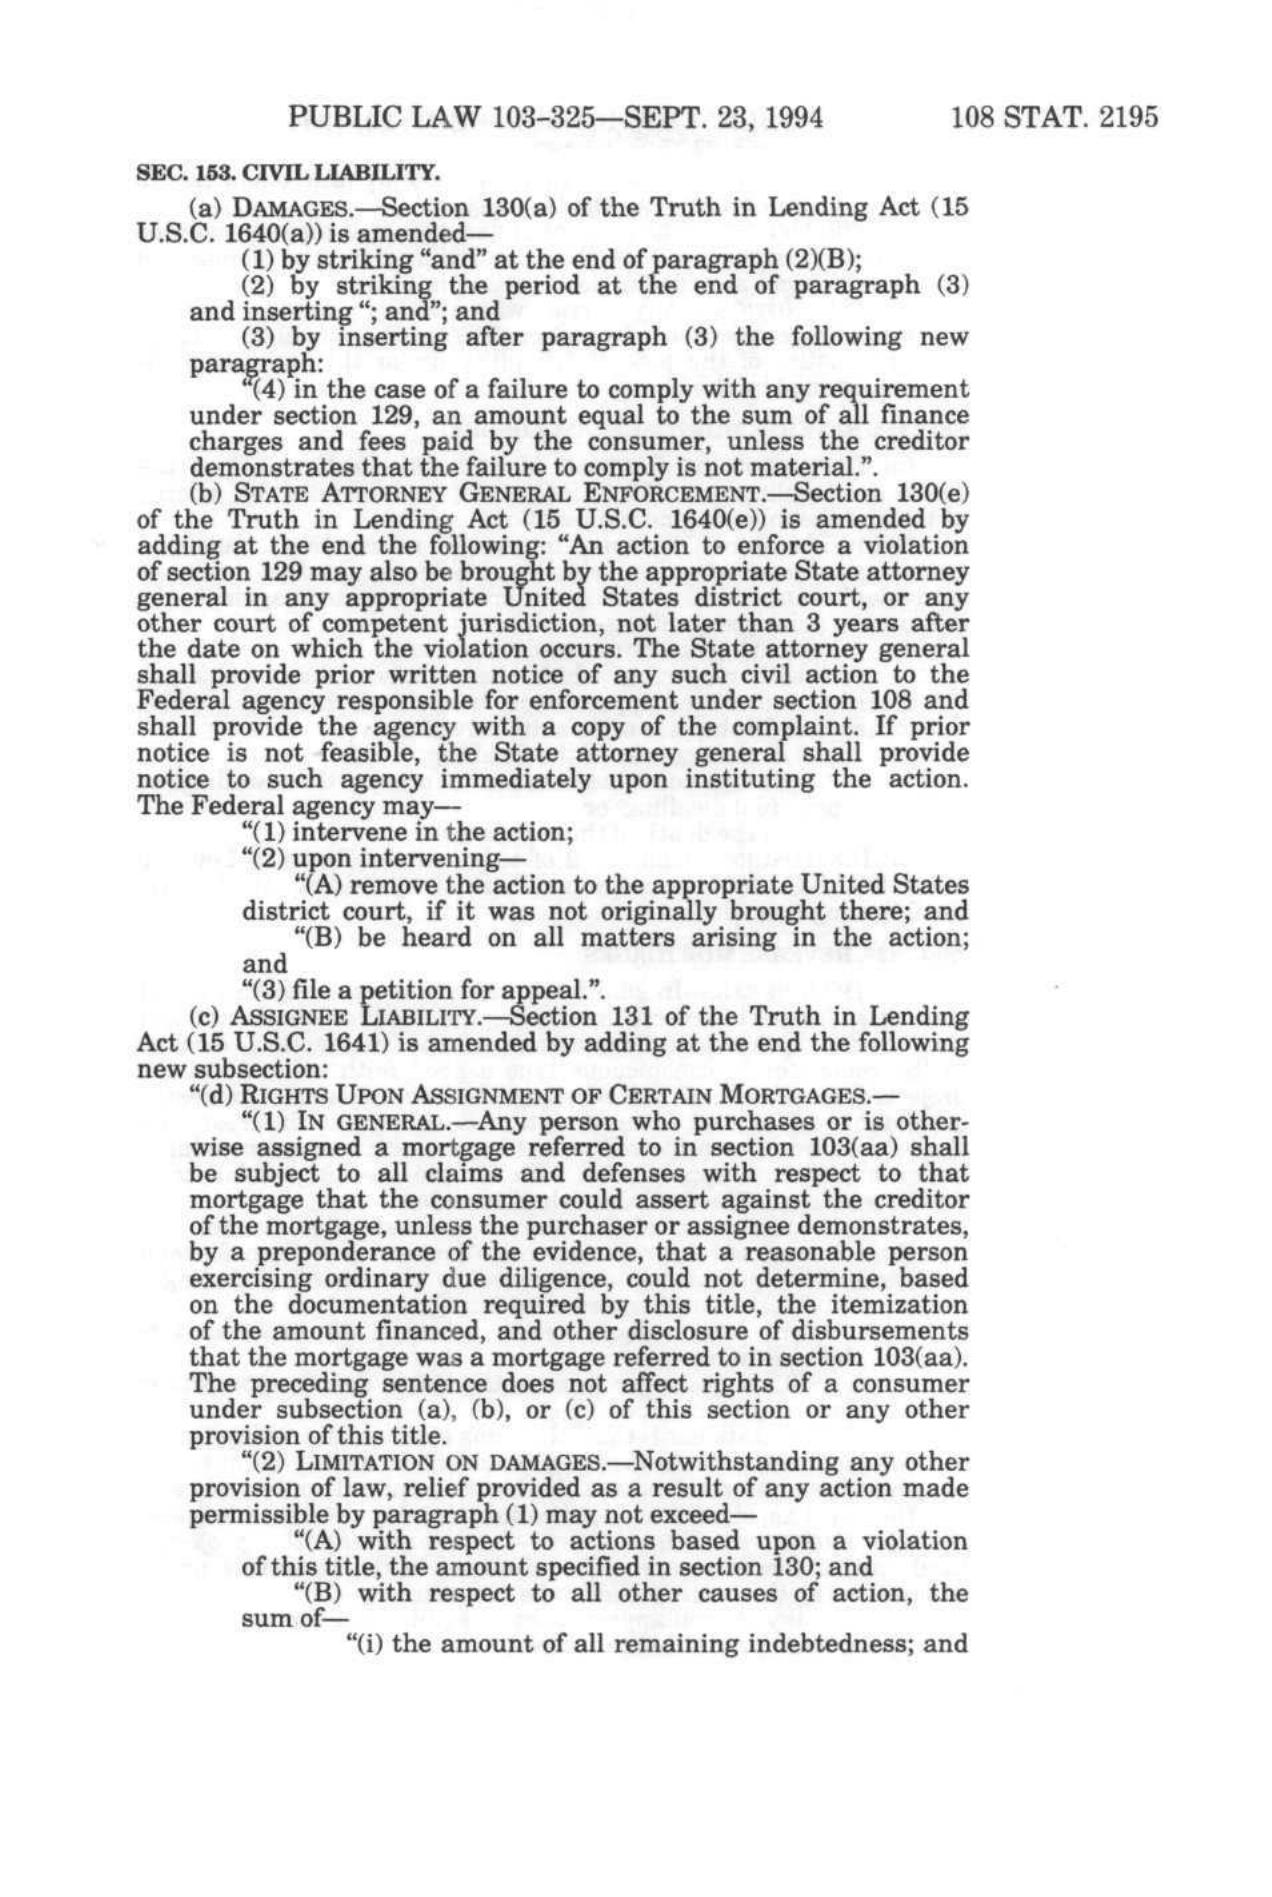 PUBLIC LAW 103–325—SEPT. 23, 1994 108 STAT. 2195
SEC. 153. CIVIL LIABILITY.
(a) DAMAGES.—Section 130(a) of the Truth in Lending Act (15
U.S.C. 1640(a)) is amended—
(1) by striking “and” at the end of paragraph (2)(B);
(2) by striking the period at the end of paragraph (3)
and inserting “; and”; and
(3) by inserting after paragraph (3) the following new
paragraph:
“(4) in the case of a failure to comply with any requirement
under section 129, an amount equal to the sum of all finance
charges and fees paid by the consumer, unless the creditor
demonstrates that the failure to comply is not material.”.
(b) STATE ATTORNEY GENERAL ENFORCEMENT.—Section 130(e)
of the Truth in Lending Act (15 U.S.C. 1640(e)) is amended by
adding at the end the following: “An action to enforce a violation
of section 129 may also be brought by the appropriate State attorney
general in any appropriate United States district court, or any
other court of competent jurisdiction, not later than 3 years after
the date on which the violation occurs. The State attorney general
shall provide prior written notice of any such civil action to the
Federal agency responsible for enforcement under section 108 and
shall provide the agency with a copy of the complaint. If prior
notice is not feasible, the State attorney general shall provide
notice to such agency immediately upon instituting the action.
The Federal agency may—
“(1) intervene in the action;
“(2) upon intervening—
“(A) remove the action to the appropriate United States
district court, if it was not originally brought there; and
“(B) be heard on all matters arising in the action;
and
“(3) file a petition for appeal.”.
(c) ASSIGNEE LIABILITY.—Section 131 of the Truth in Lending
Act (15 U.S.C. 1641) is amended by adding at the end the following
new subsection:
“(d) RIGHTS UPON ASSIGNMENT OF CERTAIN MORTGAGES.—
“(1) IN GENERAL.—Any person who purchases or is other-
wise assigned a mortgage referred to in section 103(aa) shall
be subject to all claims and defenses with respect to that
mortgage that the consumer could assert against the creditor
of the mortgage, unless the purchaser or assignee demonstrates,
by a preponderance of the evidence, that a reasonable person
exercising ordinary due diligence, could not determine, based
on the documentation required by this title, the itemization
of the amount financed, and other disclosure of disbursements
that the mortgage was a mortgage referred to in section 103(aa).
The preceding sentence does not affect rights of a consumer
under subsection (a), (b), or (c) of this section or any other
provision of this title.
“(2) LIMITATION ON DAMAGES.—Notwithstanding any other
provision of law, relief provided as a result of any action made
permissible by paragraph (1) may not exceed—
“(A) with respect to actions based upon a violation
of this title, the amount specified in section 130; and
“(B) with respect to all other causes of action, the
sum of—
“(i) the amount of all remaining indebtedness; and